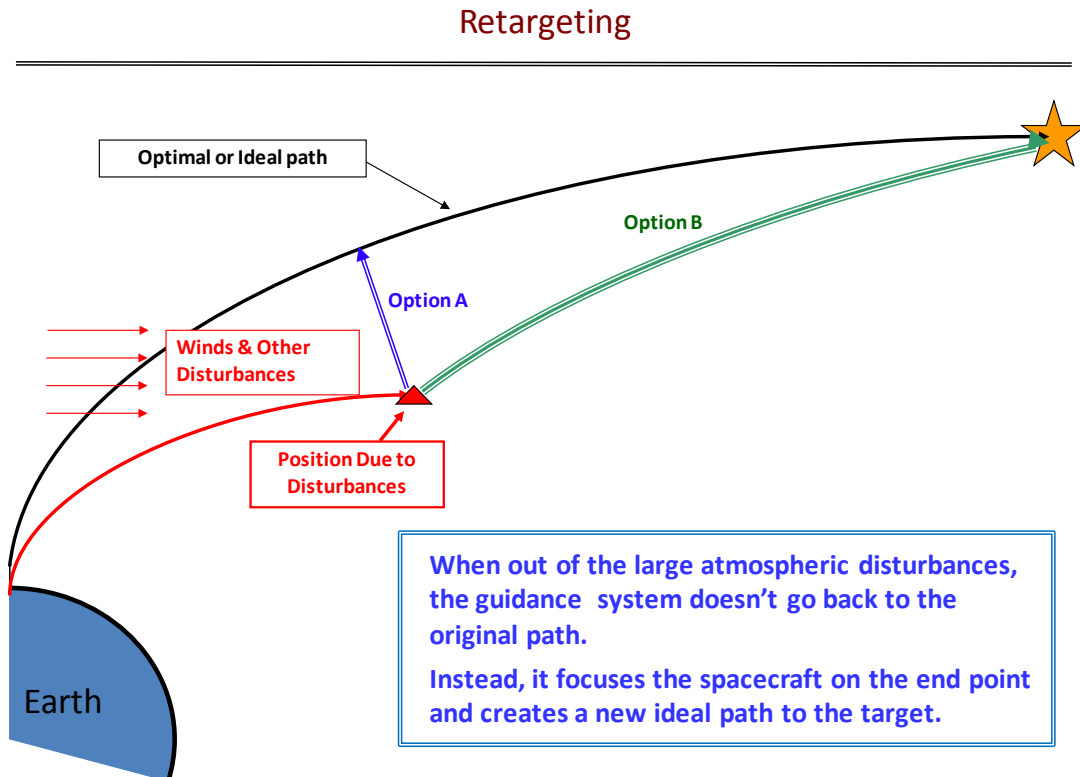 Retargeting
Optimal or Ideal path
Option B
Option A
Winds & Other
Disturbances
Position Due to
Disturbances
When out of the large atmospheric disturbances,
the guidance system doesn’t go back to the
original path.
Instead, it focuses the spacecraft on the end point
and creates a new ideal path to the target.
Earth